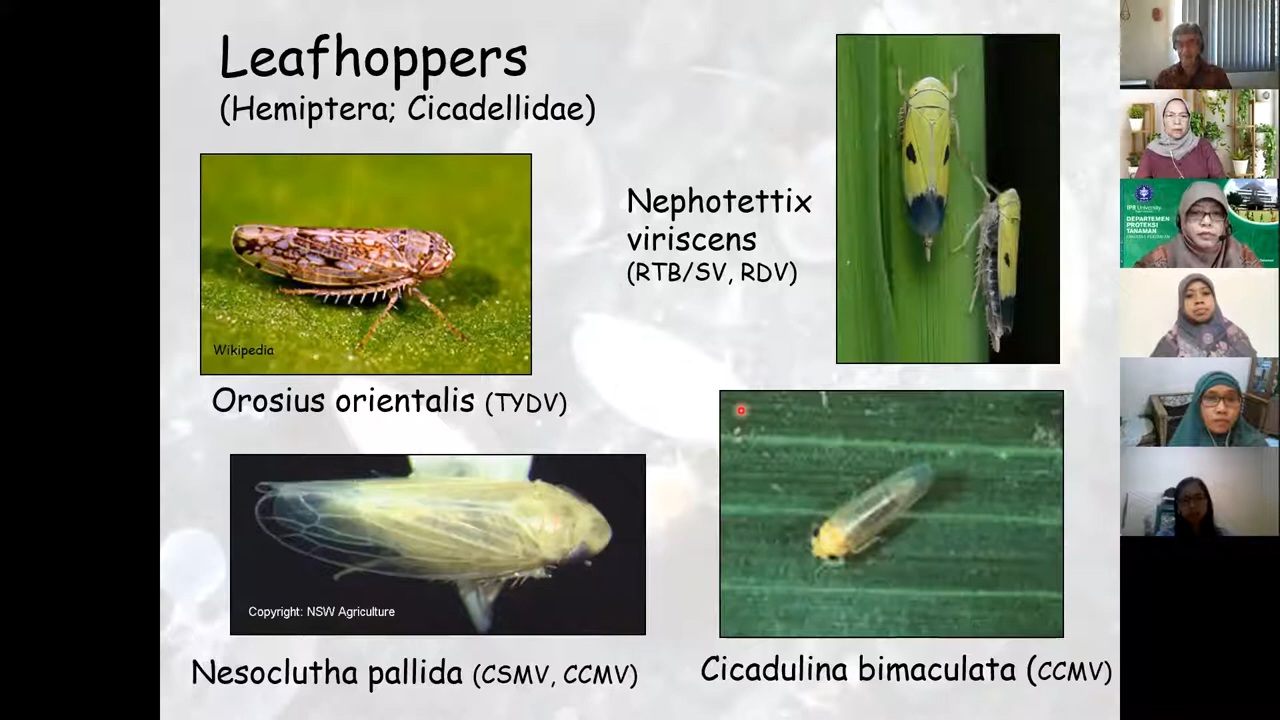 Leafhoppers
(Hemiptera; Cicadellidae)
Wikipedia
Orosius orientalis (TYDV)
Nephotettix
viriscens
(RTB/SV, RDV)
Copyright: NSW Agriculture
Nesoclutha pallida (CSMV, CCMV)
Cicadulina bimaculata (CCMV)
IPB University
DEPARTEMEN
PROTEKSI
TANAMAN